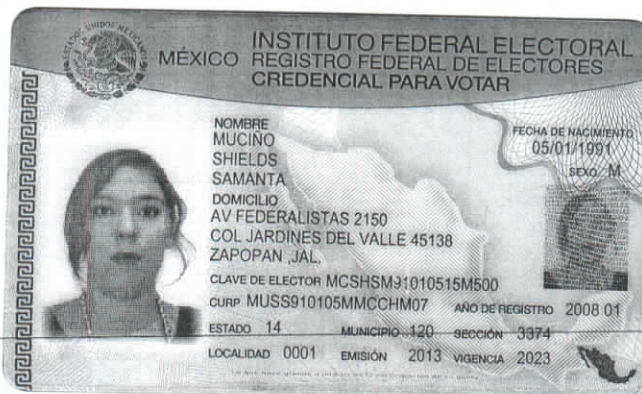 ESTADOS UNIDOS MEXICANOS
MÉXICO
INSTITUTO FEDERAL ELECTORAL
REGISTRO FEDERAL DE ELECTORES
CREDENCIAL PARA VOTAR
NOMBRE
MUCIÑO
SHIELDS
SAMANTA
FECHA DE NACIMIENTO
05/01/1991
SEXO M
DOMICILIO
AV FEDERALISTAS 2150
COL JARDINES DEL VALLE 45138
ZAPOPAN ,JAL.
CLAVE DE ELECTOR MCSHSM91010515M500
CURP MUSS910105MMCCHM07 AÑO DE REGISTRO 2008 01
ESTADO 14 MUNICIPIO 120 SECCIÓN 3374
LOCALIDAD 0001 EMISIÓN 2013 VIGENCIA 2023